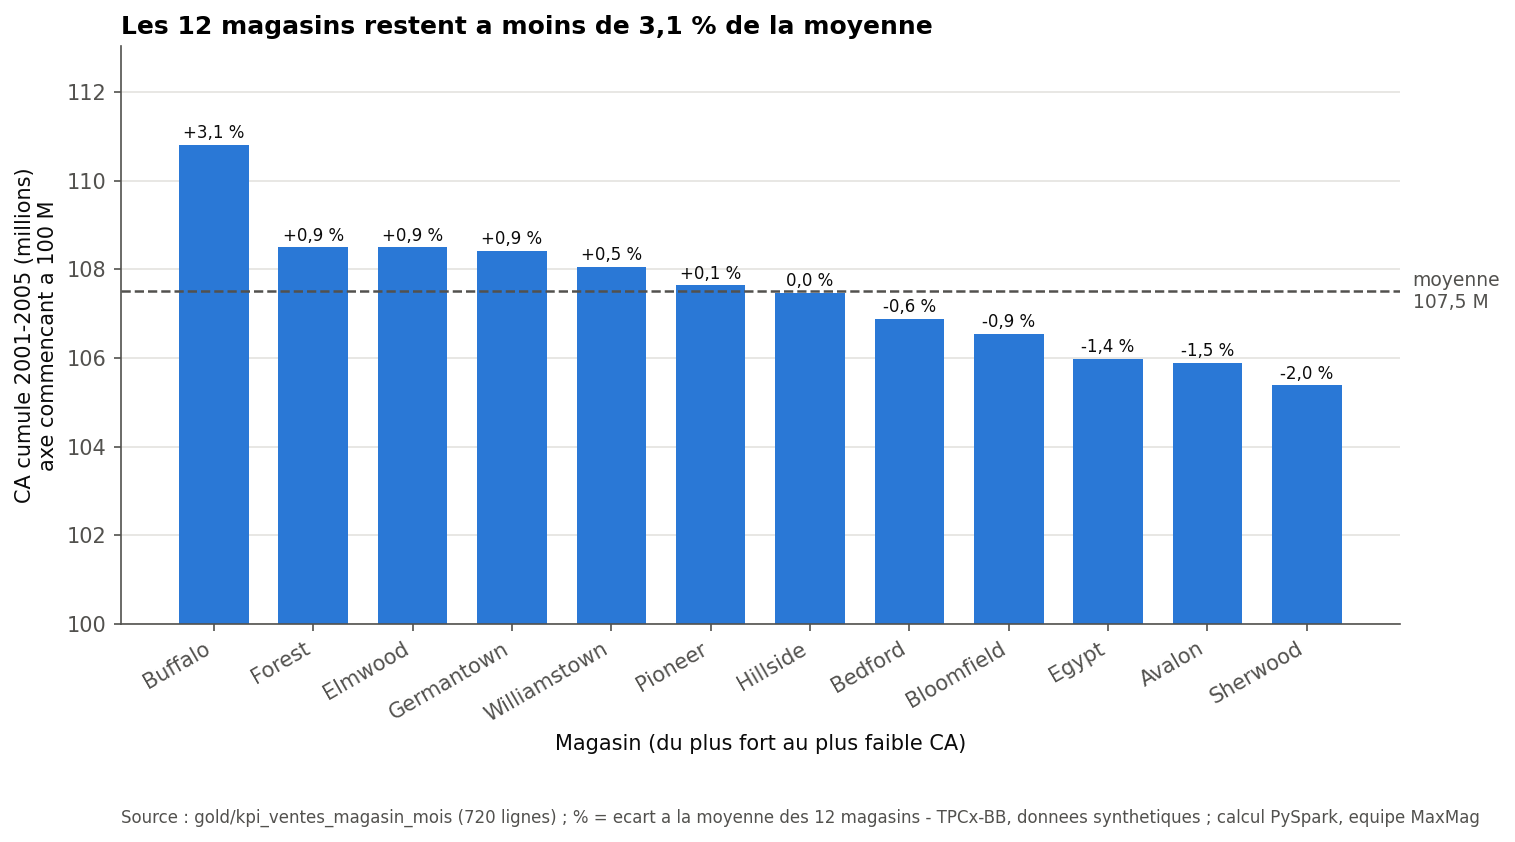 Les 12 magasins restent a moins de 3,1 % de la moyenne
CA cumule 2001-2005 (millions)
axe commencant a 100 M
112
110
108
106
104
102
100
+3,1 %
+0,9 %
+0,9 %
+0,9 %
+0,5 %
+0,1 %
0,0 %
-0,6 %
-0,9 %
-1,4 %
-1,5 %
-2,0 %
moyenne
107,5 M
Buffalo
Forest
Elmwood
Germantown
Williamstown
Pioneer
Hillside
Bedford
Bloomfield
Egypt
Avalon
Sherwood
Magasin (du plus fort au plus faible CA)
Source : gold/kpi_ventes_magasin_mois (720 lignes) ; % = ecart a la moyenne des 12 magasins - TPCx-BB, donnees synthetiques ; calcul PySpark, equipe MaxMag